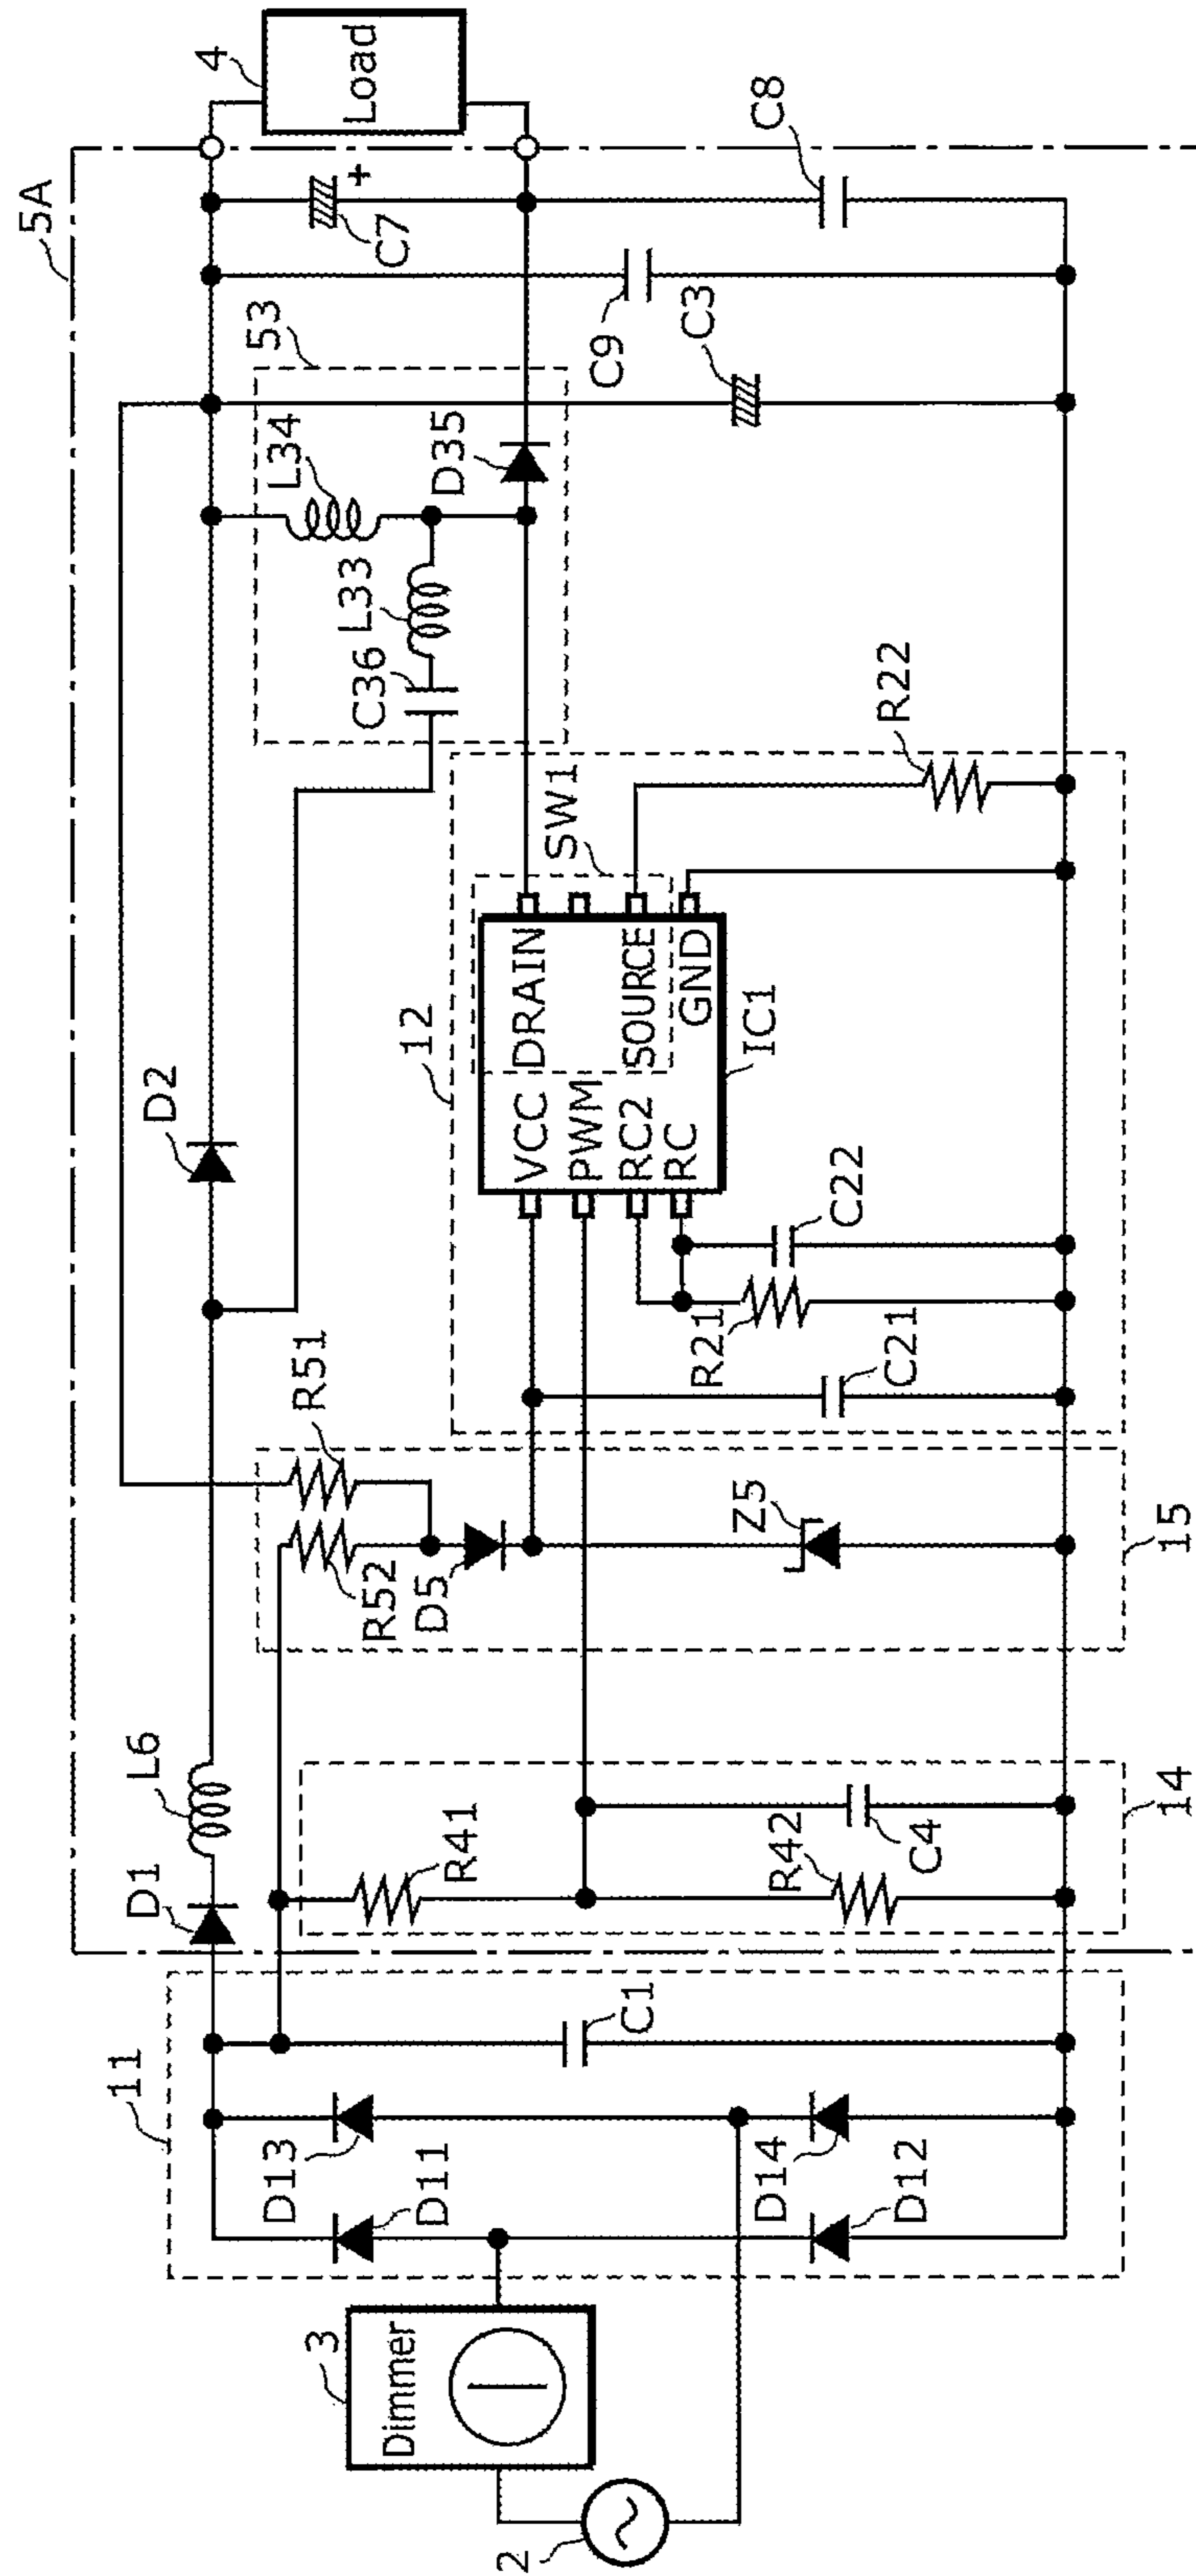 5A
4
Load
C7
+
C8
C9
C3
53
L34
L33
C36
D35
D2
12
SW1
DRAIN
SOURCE
GND
VCC
PWM
RC2
RC
IC1
R22
C22
R21
C21
R51
R52
D5
Z5
15
L6
D1
R41
R42
C4
14
11
C1
D13
D11
D14
D12
3
Dimmer
2